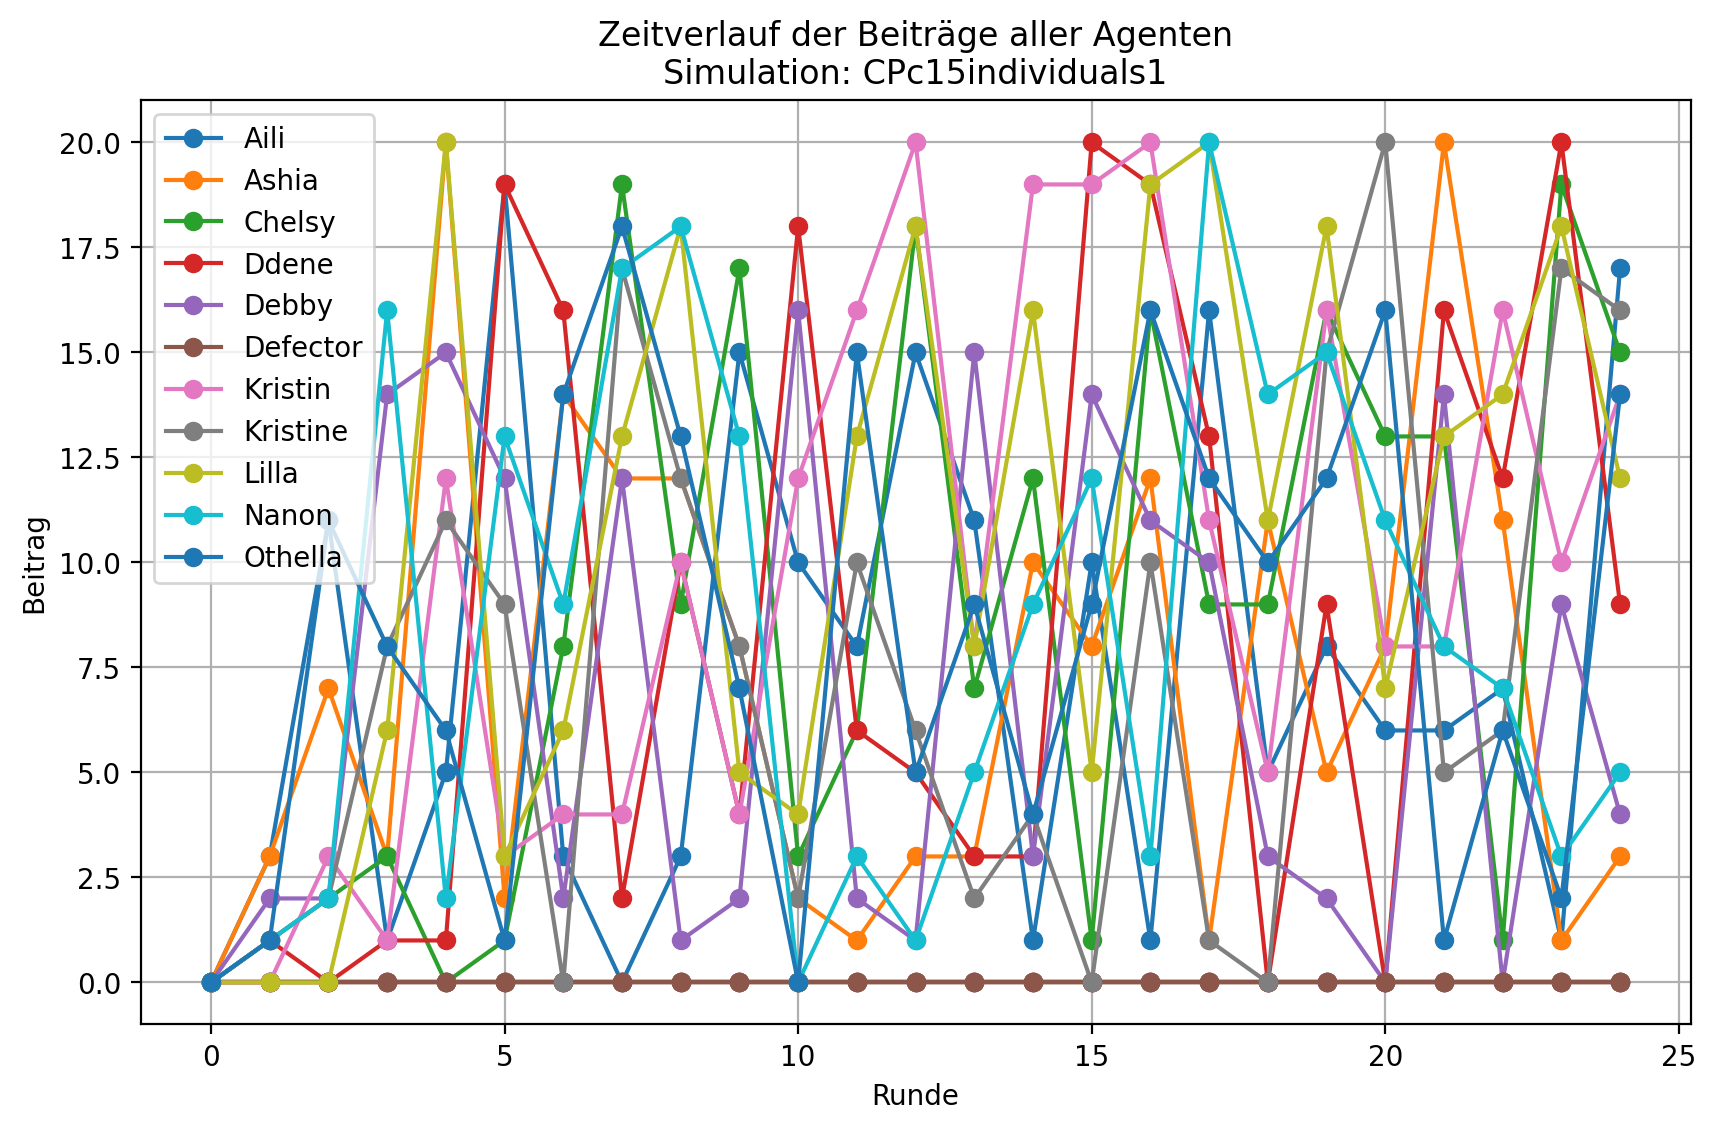 Zeitverlauf der Beiträge aller Agenten
Simulation: CPc15individuals1
Aili
Ashia
Chelsy
Ddene
Debby
Defector
Kristin
Kristine
Lilla
Nanon
Othella
Beitrag
20.0
17.5
15.0
12.5
10.0
7.5
5.0
2.5
0.0
0
5
10
15
20
25
Runde